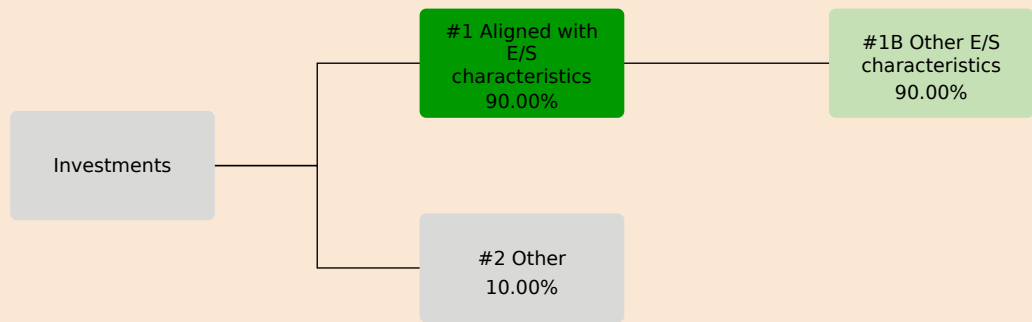 #1 Aligned with
E/S
characteristics
90.00%
#1B Other E/S
characteristics
90.00%
Investments
#2 Other
10.00%